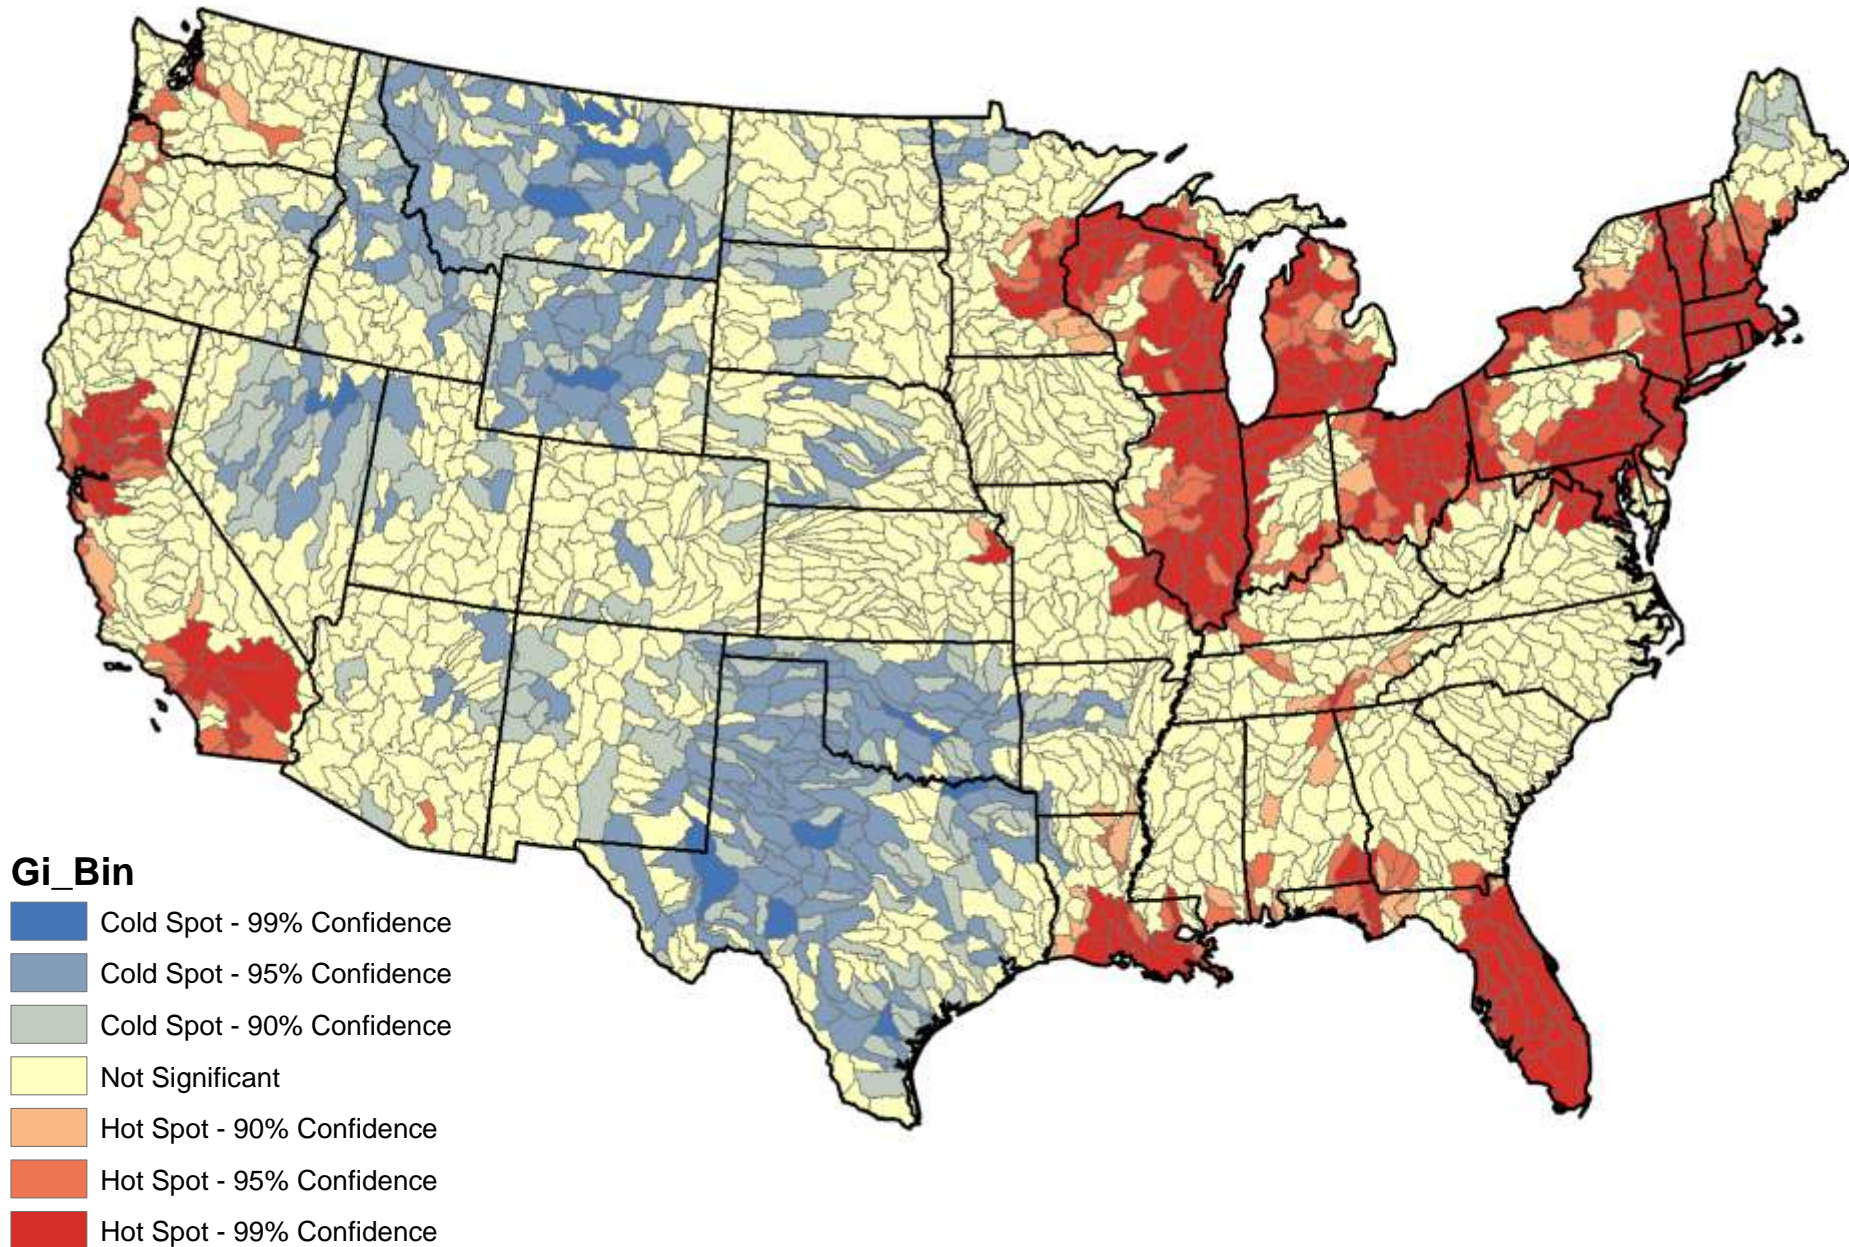 Gi_Bin
Cold Spot - 99% Confidence
Cold Spot - 95% Confidence
Cold Spot - 90% Confidence
Not Significant
Hot Spot - 90% Confidence
Hot Spot - 95% Confidence
Hot Spot - 99% Confidence